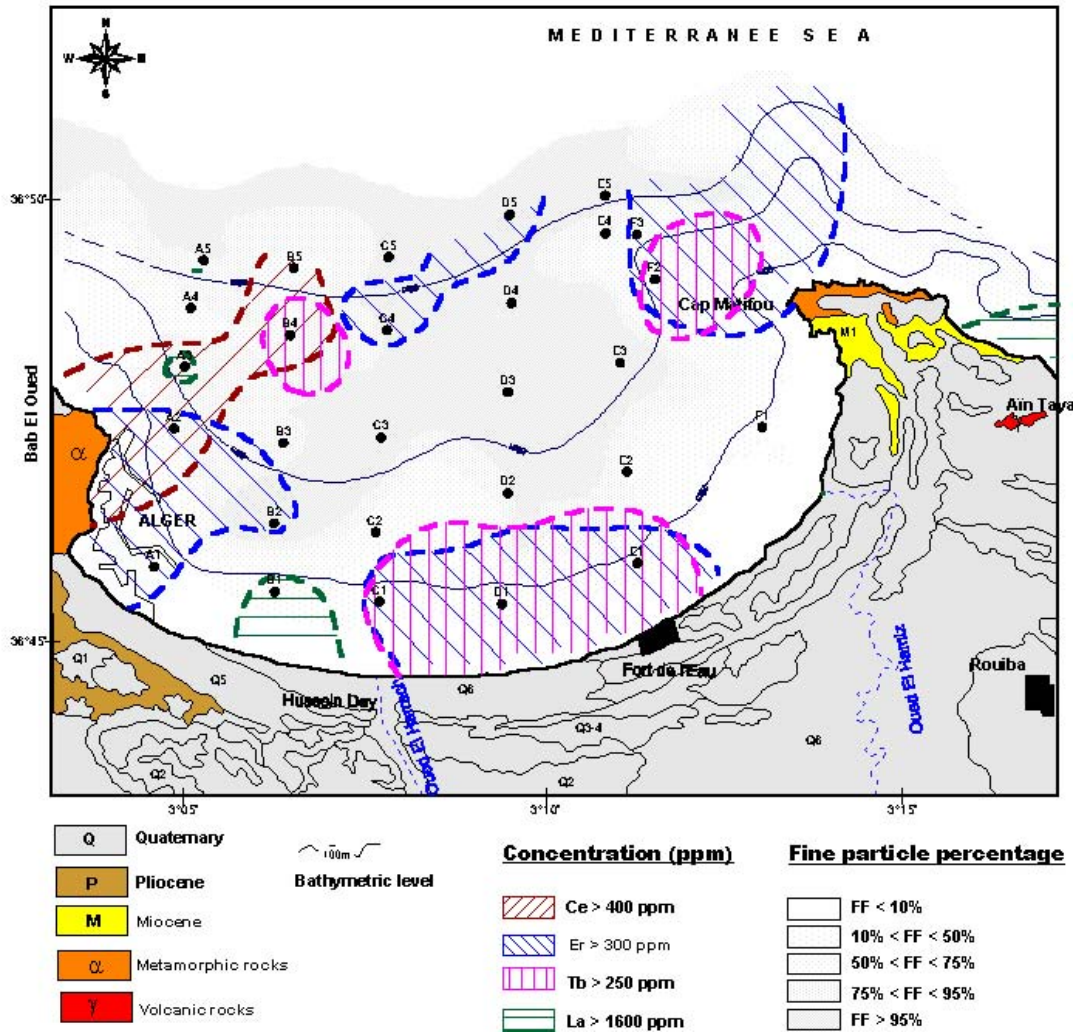 MEDITERRANEE SEA
N
W
S
36°50'
E5
D5
E4
F3
C5
A5
B5
F2
D4
Cap Matifou
A4
C4
B4
M1
E3
A3
D3
Aïn Taya
Bab El Oued
A2
F1
C3
B3
α
E2
D2
ALGER
B2
C2
A1
E1
B1
C1
D1
36°45'
Fort de l'Eau
Rouiba
Q1
Q5
Q6
Hussein Dey
Oued El Harrach
Oued El Hamiz
Q3-4
Q6
Q2
Q2
3°05'
3°10'
3°15'
Q Quaternary
P Pliocene
M Miocene
α Metamorphic rocks
γ Volcanic rocks
100m
Bathymetric level
Concentration (ppm)
Ce > 400 ppm
Er > 300 ppm
Tb > 250 ppm
La > 1600 ppm
Fine particle percentage
FF < 10%
10% < FF < 50%
50% < FF < 75%
75% < FF < 95%
FF > 95%